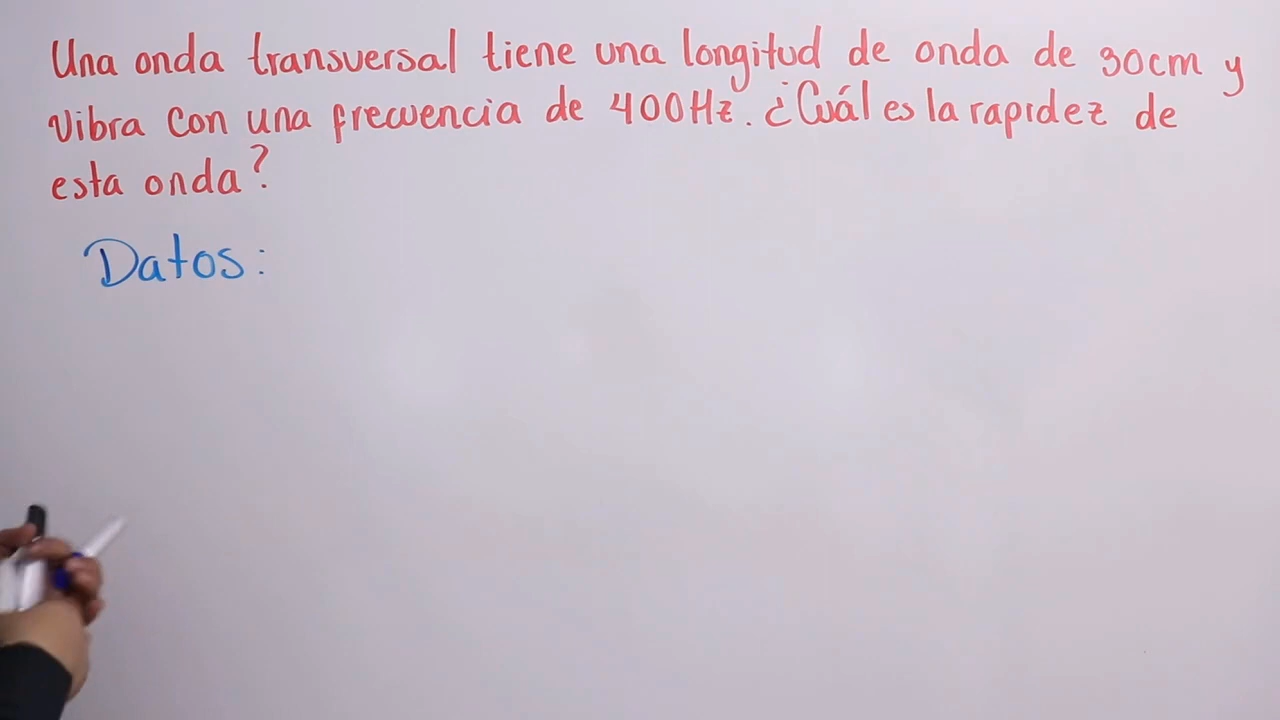 Una onda transversal tiene una longitud de onda de 30cm y
vibra con una frecuencia de 400Hz. ¿Cuál es la rapidez de
esta onda?
Datos: